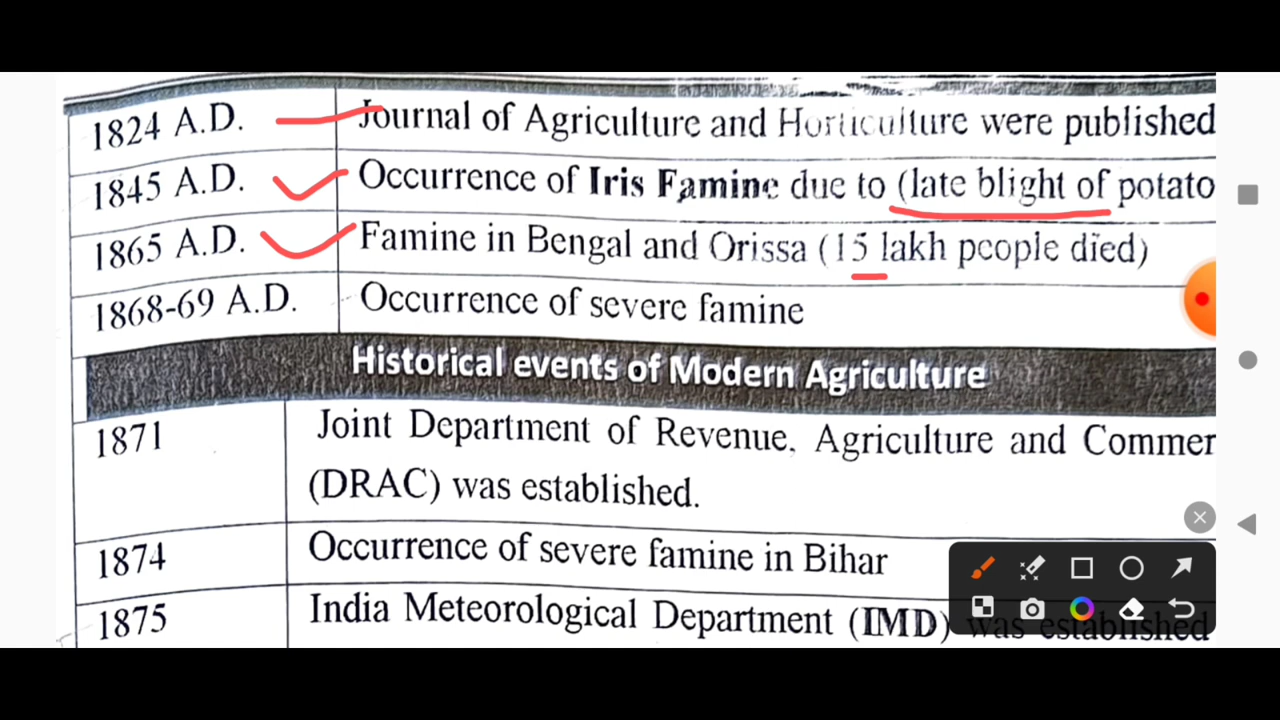 1824 A.D. Journal of Agriculture and Horticulture were published
1845 A.D. Occurrence of Iris Famine due to (late blight of potato
1865 A.D. Famine in Bengal and Orissa (15 lakh people died)
1868-69 A.D. Occurrence of severe famine
Historical events of Modern Agriculture
1871 Joint Department of Revenue, Agriculture and Commer
(DRAC) was established.
1874 Occurrence of severe famine in Bihar
1875 India Meteorological Department (IMD) was established